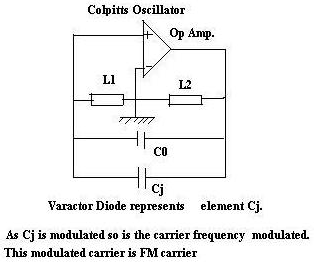 Colpitts Oscillator
+
Op Amp.
-
L1
L2
C0
Cj
Varactor Diode represents element Cj.
As Cj is modulated so is the carrier frequency modulated.
This modulated carrier is FM carrier